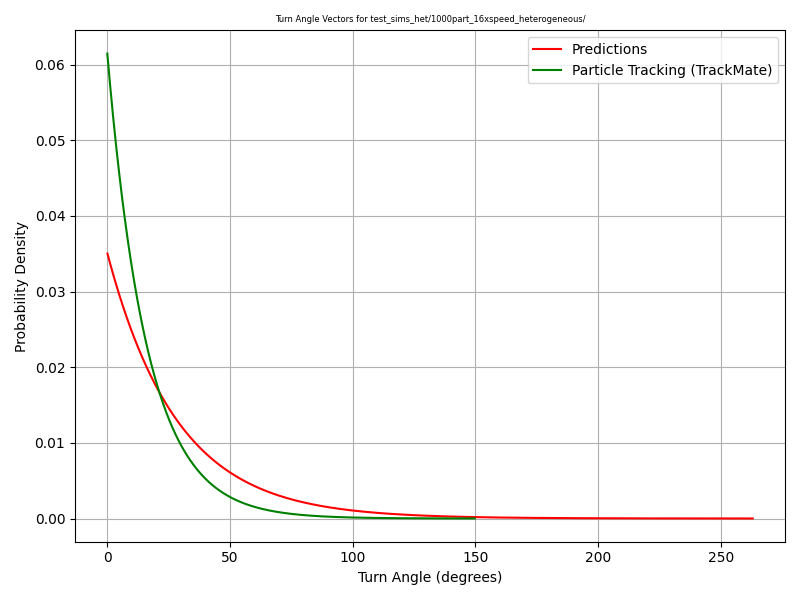 Turn Angle Vectors for test_sims_het/1000part_16xspeed_heterogeneous/
Predictions
Particle Tracking (TrackMate)
Probability Density
0.06
0.05
0.04
0.03
0.02
0.01
0.00
0 50 100 150 200 250
Turn Angle (degrees)